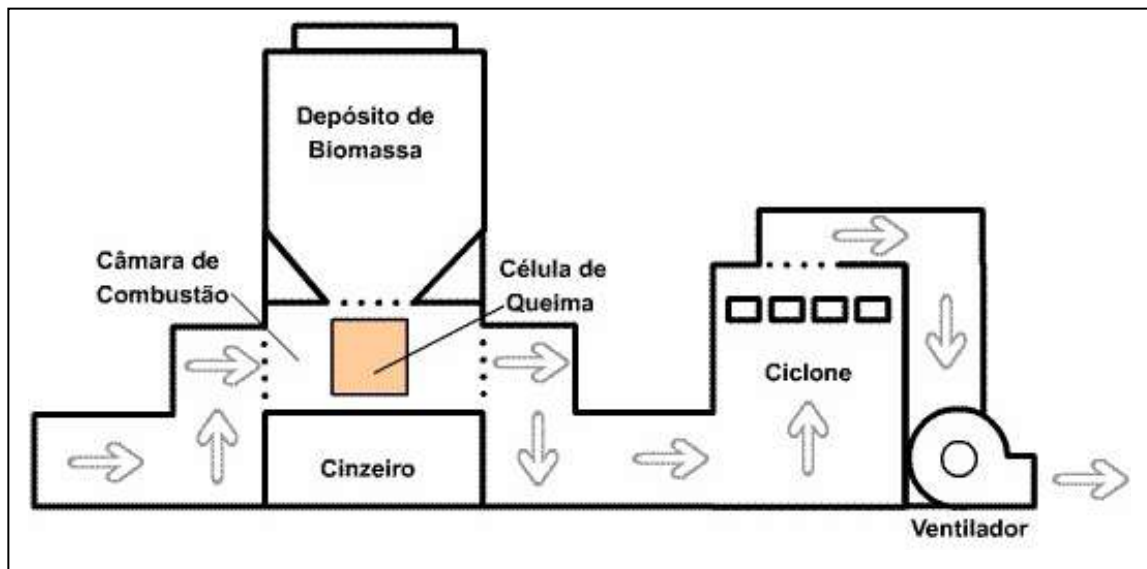 Depósito de
Biomassa
Câmara de
Combustão
Célula de
Queima
Ciclone
Cinzeiro
Ventilador